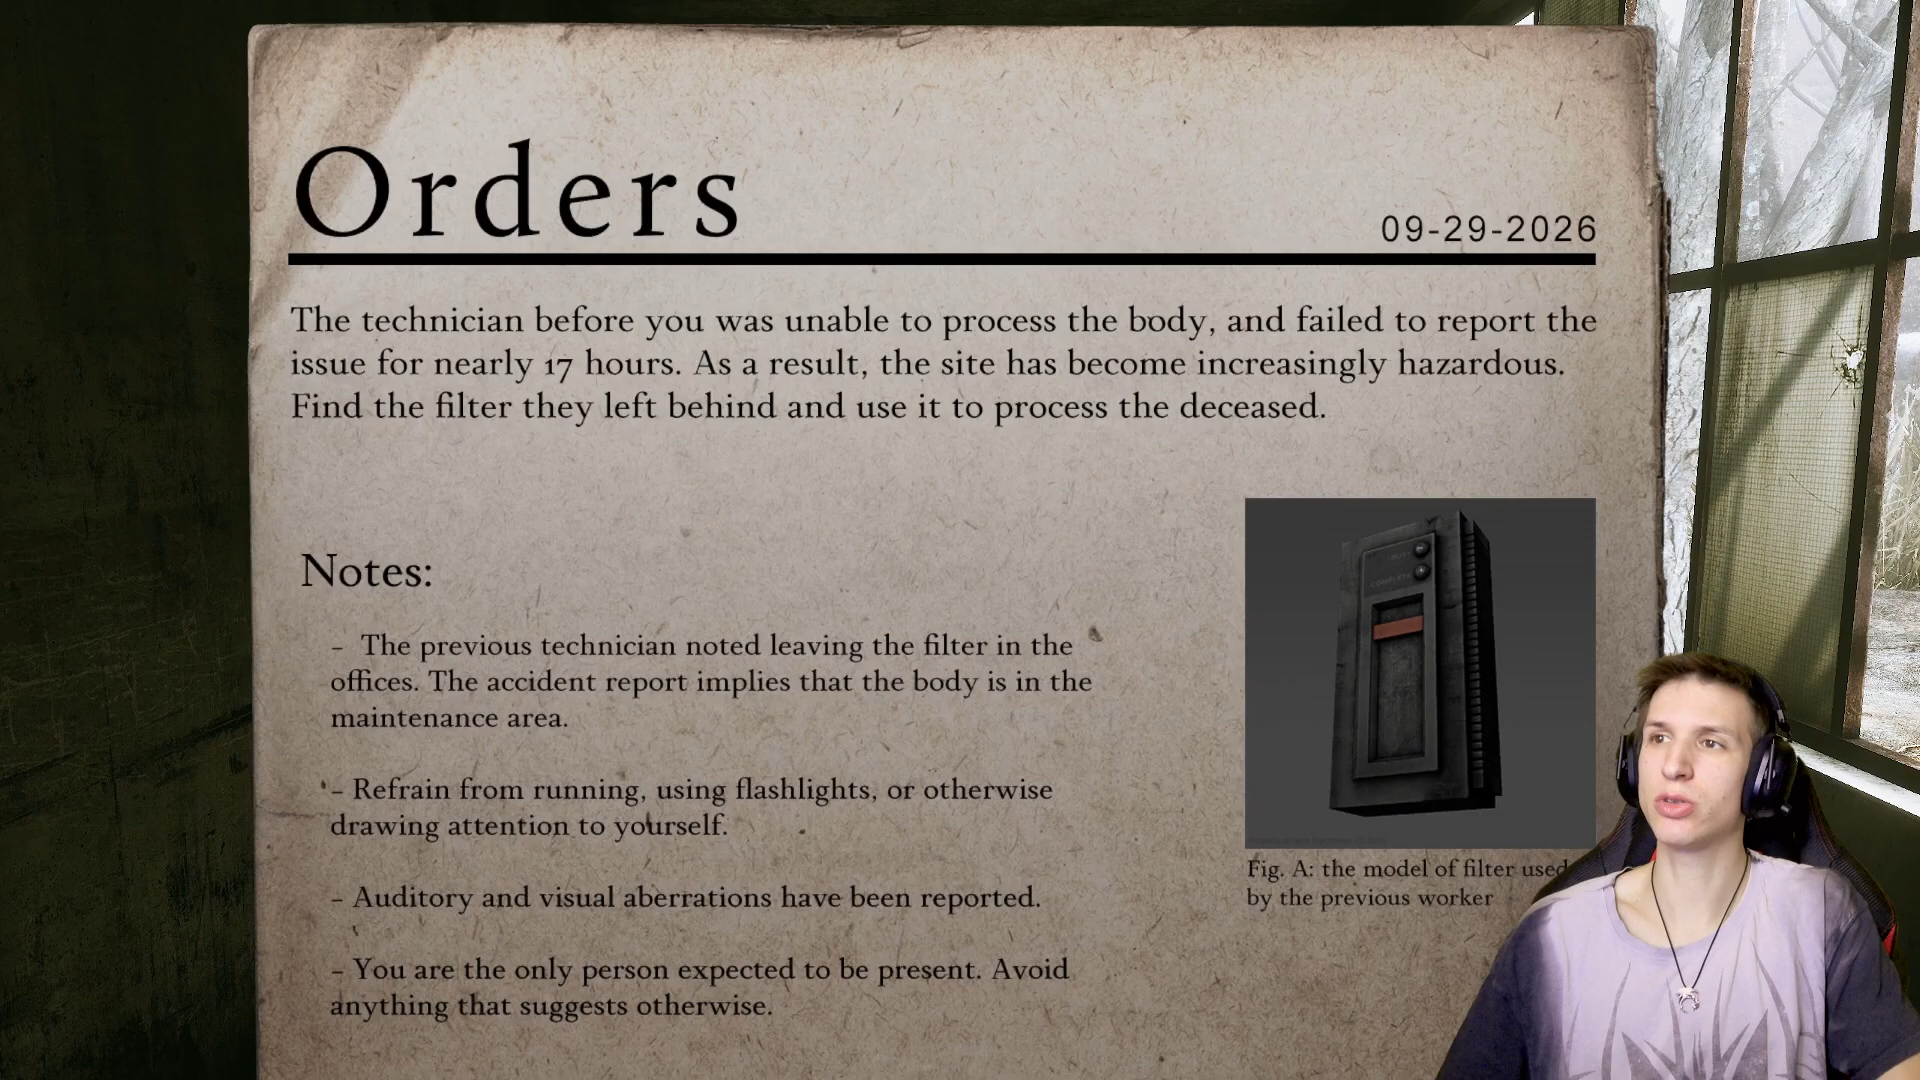 Orders
09-29-2026
The technician before you was unable to process the body, and failed to report the
issue for nearly 17 hours. As a result, the site has become increasingly hazardous.
Find the filter they left behind and use it to process the deceased.
Notes:
- The previous technician noted leaving the filter in the
offices. The accident report implies that the body is in the
maintenance area.
- Refrain from running, using flashlights, or otherwise
drawing attention to yourself.
- Auditory and visual aberrations have been reported.
- You are the only person expected to be present. Avoid
anything that suggests otherwise.
COMPLETE
Fig. A: the model of filter used
by the previous worker